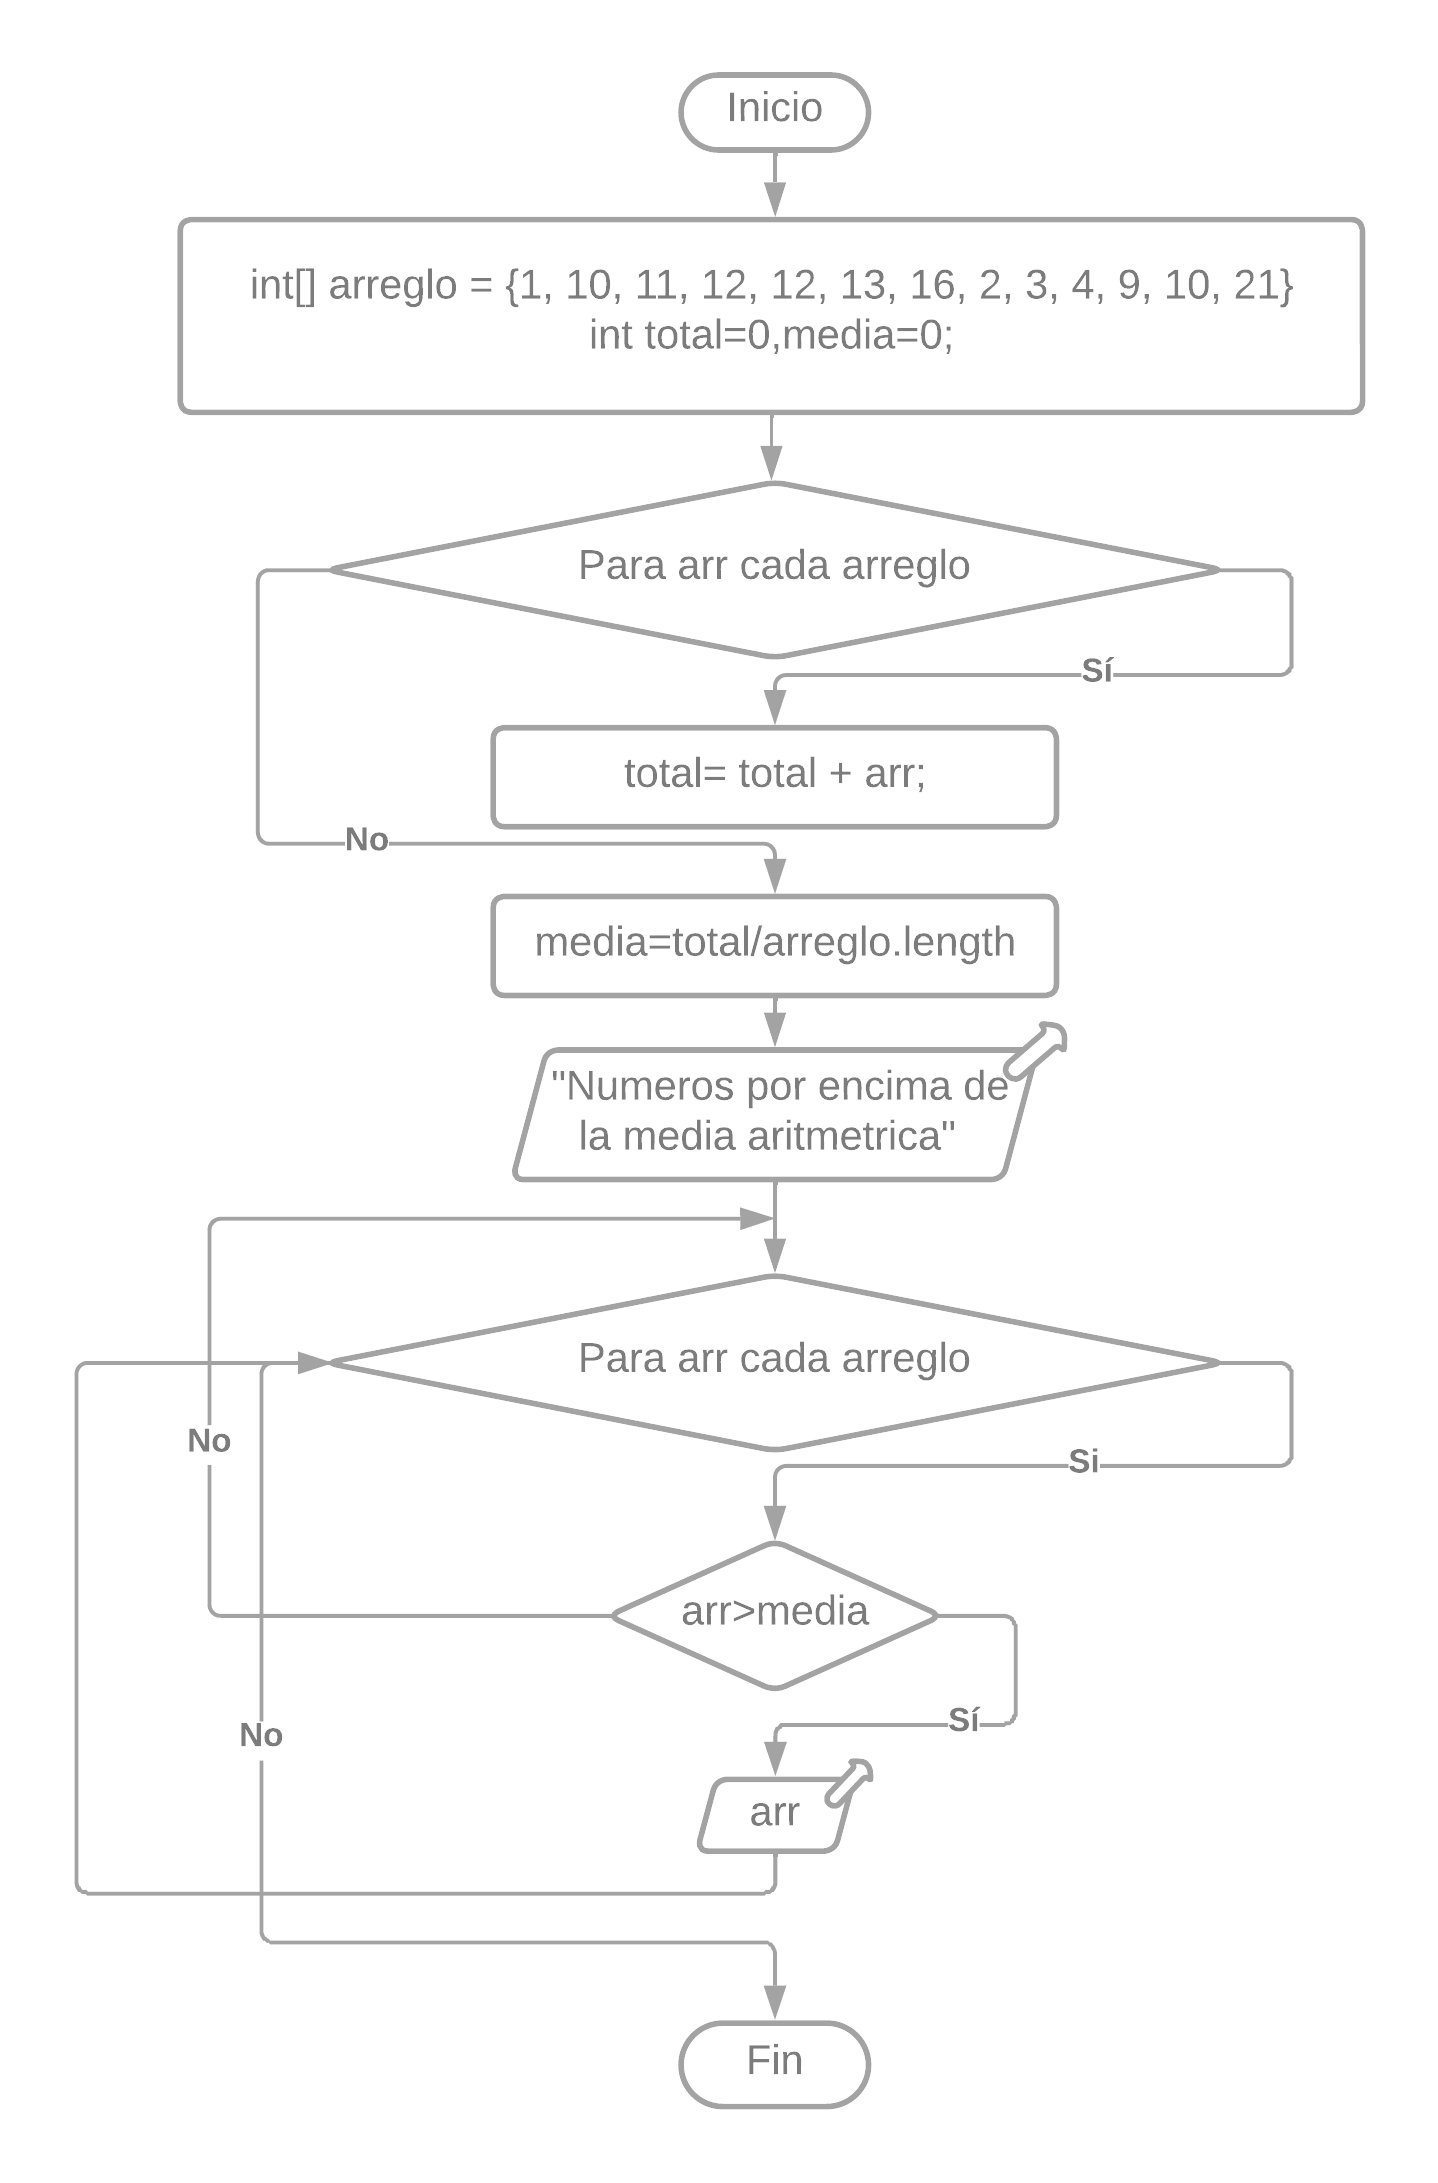 Inicio
int[] arreglo = {1, 10, 11, 12, 12, 13, 16, 2, 3, 4, 9, 10, 21}
int total=0,media=0;
Para arr cada arreglo
Sí
total= total + arr;
No
media=total/arreglo.length
"Numeros por encima de
la media aritmetrica"
Para arr cada arreglo
No
Si
arr>media
Sí
No
arr
Fin